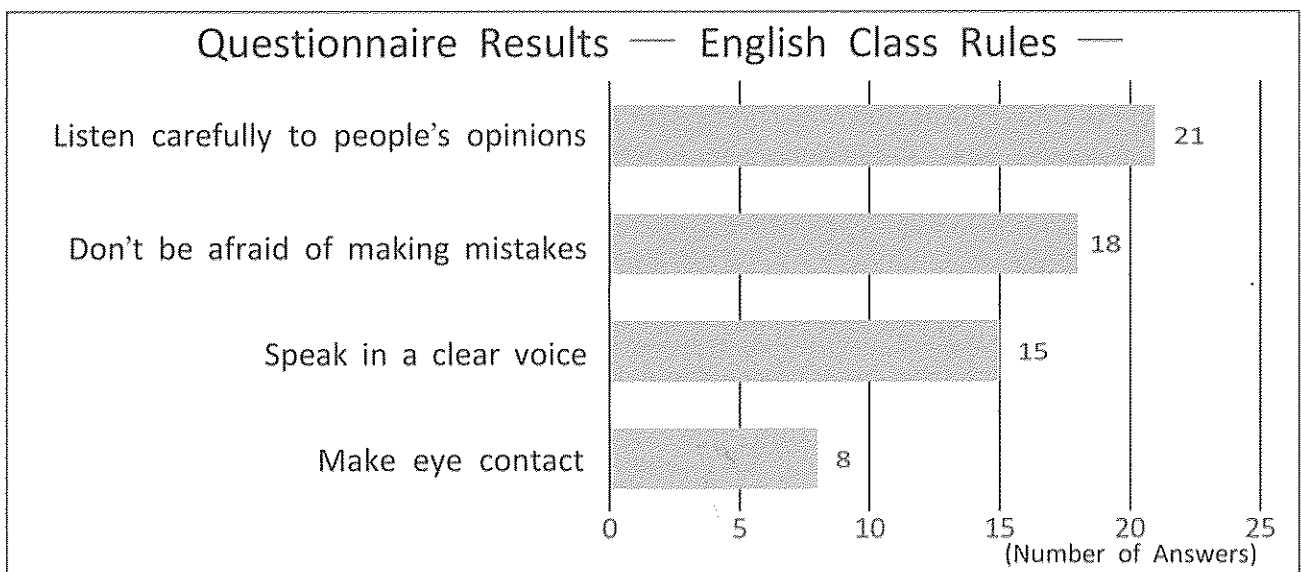 Questionnaire Results — English Class Rules —
Listen carefully to people's opinions
21
Don't be afraid of making mistakes
18
Speak in a clear voice
15
Make eye contact
8
0 5 10 15 20 25
(Number of Answers)